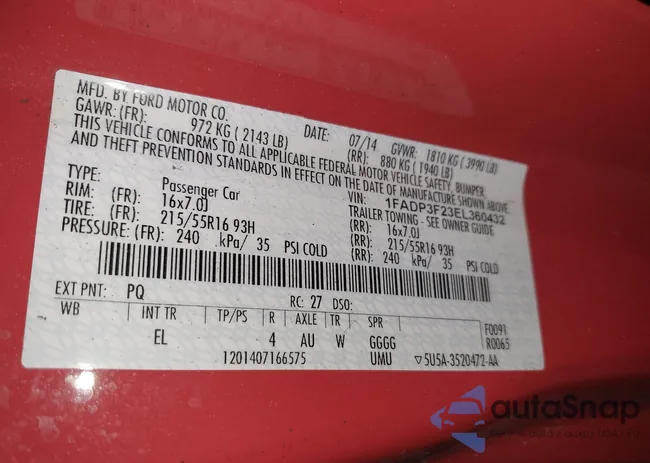 MFD. BY FORD MOTOR CO.
DATE: 07/14 GVWR: 1810 KG ( 3990 LB)
GAWR: (FR): 972 KG ( 2143 LB) (RR): 880 KG ( 1940 LB)
THIS VEHICLE CONFORMS TO ALL APPLICABLE FEDERAL MOTOR VEHICLE SAFETY, BUMPER,
AND THEFT PREVENTION STANDARDS IN EFFECT ON THE DATE OF MANUFACTURE SHOWN ABOVE.
VIN: 1FADP3F23EL360432
TYPE: Passenger Car TRAILER TOWING - SEE OWNER GUIDE
RIM: (FR): 16x7.0J (RR): 16x7.0J
TIRE: (FR): 215/55R16 93H (RR): 215/55R16 93H
PRESSURE: (FR): 240 kPa/ 35 PSI COLD (RR): 240 kPa/ 35 PSI COLD
EXT PNT: PQ RC: 27 DSO:
WB INT TR TP/PS R AXLE TR SPR F0091
EL 4 AU W GGGG R0065
1201407166575 UMU ▽5U5A-3520472-AA
autoSnap